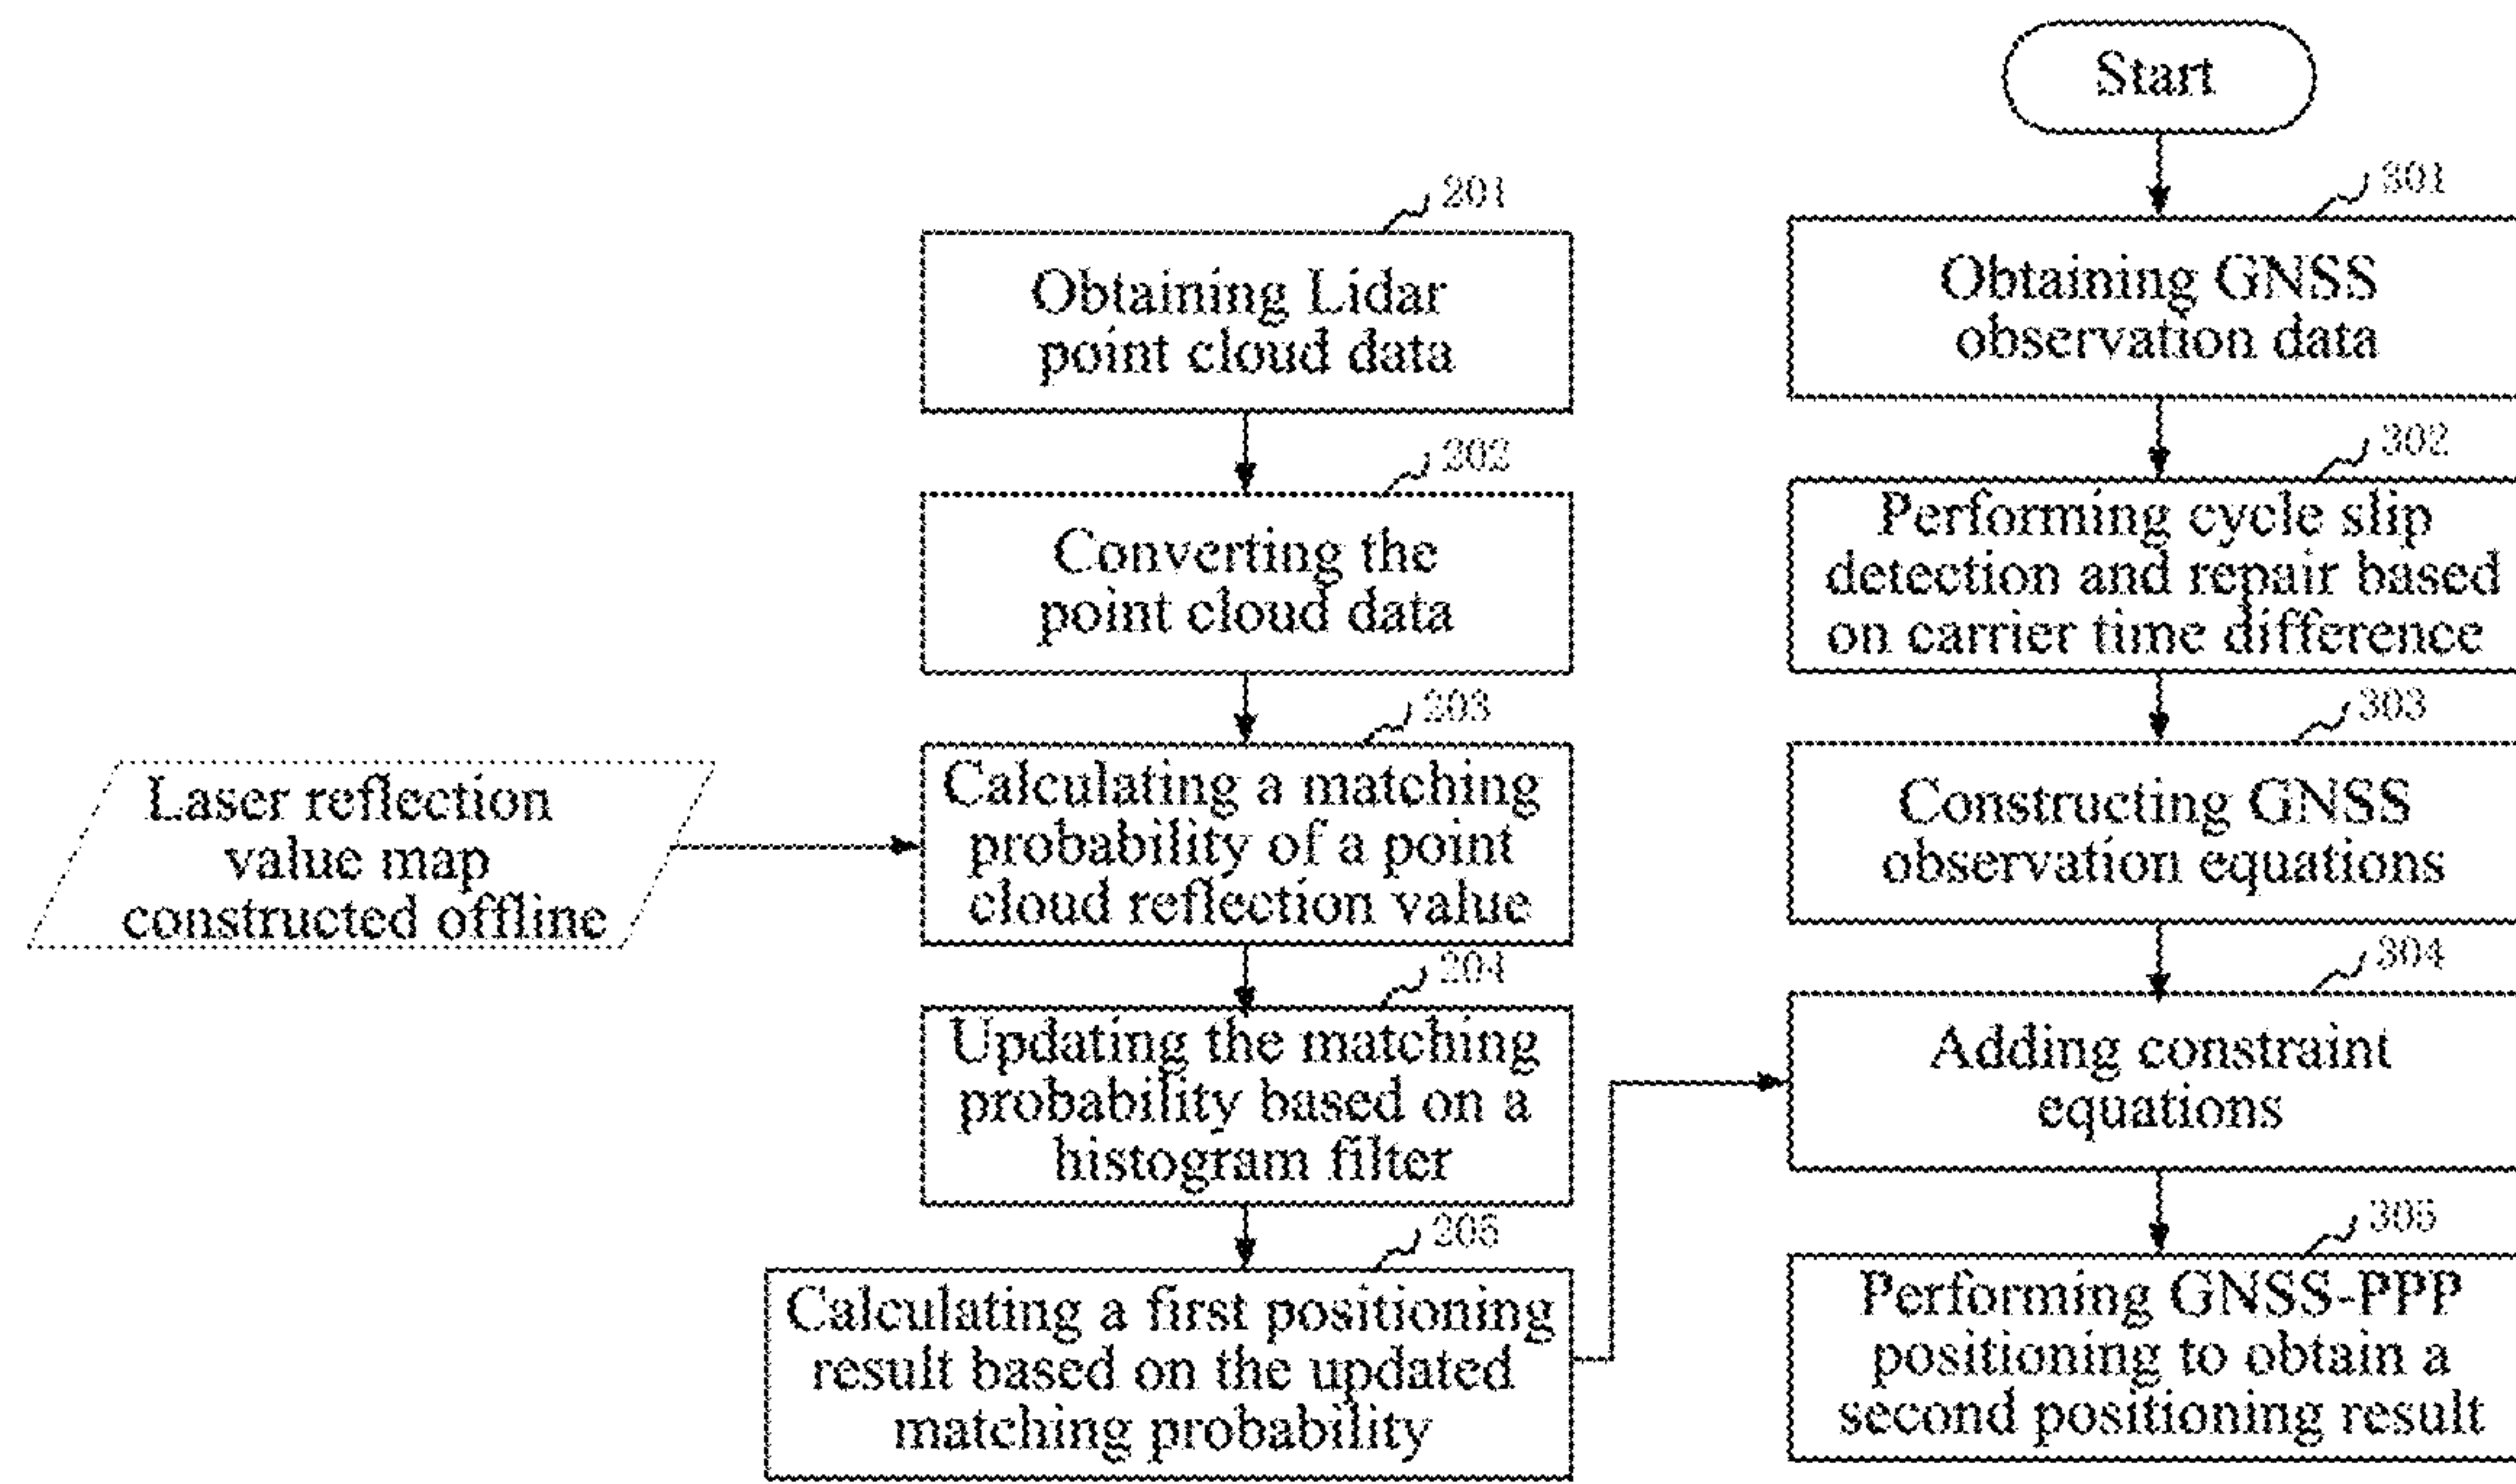 Start
201
Obtaining Lidar
point cloud data
202
Converting the
point cloud data
203
Calculating a matching
probability of a point
cloud reflection value
Laser reflection
value map
constructed offline
204
Updating the matching
probability based on a
histogram filter
205
Calculating a first positioning
result based on the updated
matching probability
301
Obtaining GNSS
observation data
302
Performing cycle slip
detection and repair based
on carrier time difference
303
Constructing GNSS
observation equations
304
Adding constraint
equations
305
Performing GNSS-PPP
positioning to obtain a
second positioning result